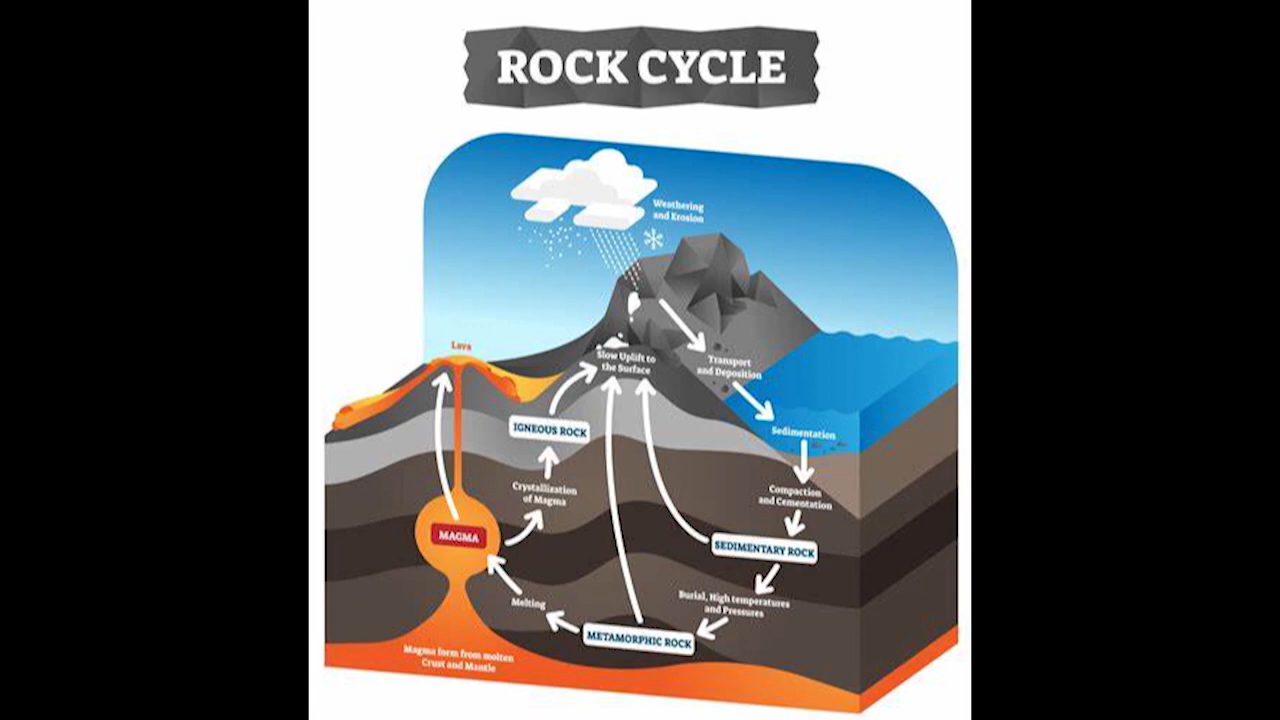 ROCK CYCLE
Weathering
and Erosion
Lava
Slow Uplift to
the Surface
Transport
and Deposition
IGNEOUS ROCK
Sedimentation
Crystallization
of Magma
Compaction
and Cementation
MAGMA
SEDIMENTARY ROCK
Melting
Burial, High temperatures
and Pressures
METAMORPHIC ROCK
Magma form from molten
Crust and Mantle